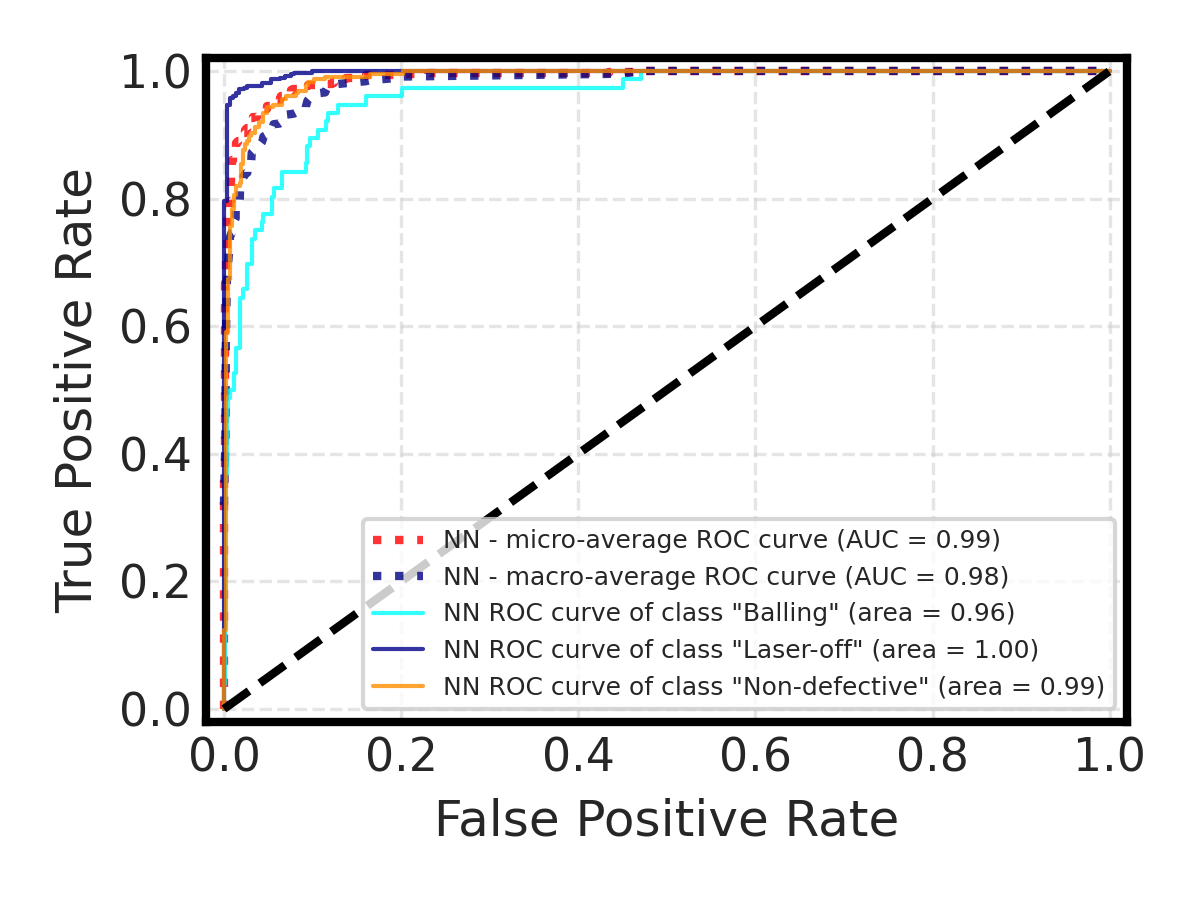 1.0
0.8
0.6
0.4
0.2
0.0
True Positive Rate
NN - micro-average ROC curve (AUC = 0.99)
NN - macro-average ROC curve (AUC = 0.98)
NN ROC curve of class "Balling" (area = 0.96)
NN ROC curve of class "Laser-off" (area = 1.00)
NN ROC curve of class "Non-defective" (area = 0.99)
0.0 0.2 0.4 0.6 0.8 1.0
False Positive Rate